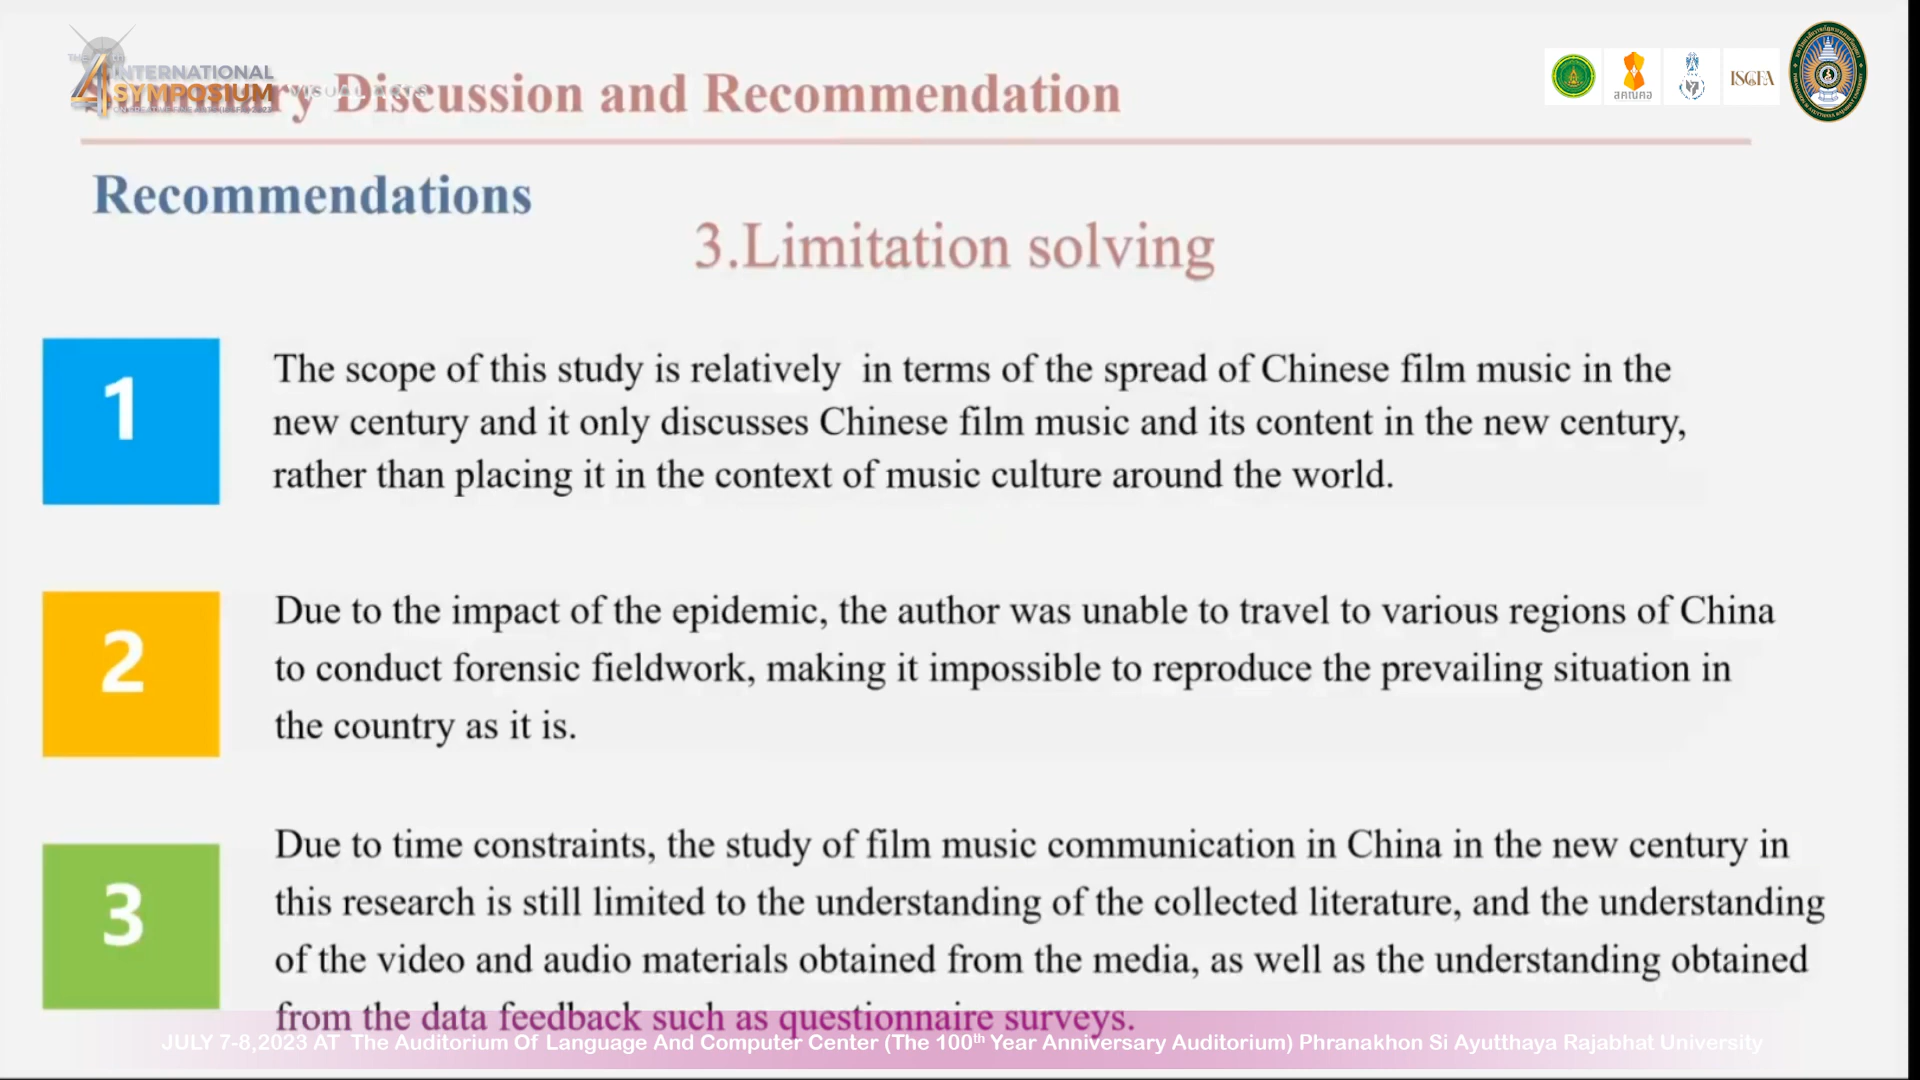 INTERNATIONAL
SYMPOSIUM
ry Discussion and Recommendation
สคณคอ
ISCFA
Recommendations
3.Limitation solving
1
The scope of this study is relatively in terms of the spread of Chinese film music in the
new century and it only discusses Chinese film music and its content in the new century,
rather than placing it in the context of music culture around the world.
2
Due to the impact of the epidemic, the author was unable to travel to various regions of China
to conduct forensic fieldwork, making it impossible to reproduce the prevailing situation in
the country as it is.
3
Due to time constraints, the study of film music communication in China in the new century in
this research is still limited to the understanding of the collected literature, and the understanding
of the video and audio materials obtained from the media, as well as the understanding obtained
from the data feedback such as questionnaire surveys.
JULY 7-8,2023 AT The Auditorium Of Language And Computer Center (The 100th Year Anniversary Auditorium) Phranakhon Si Ayutthaya Rajabhat University